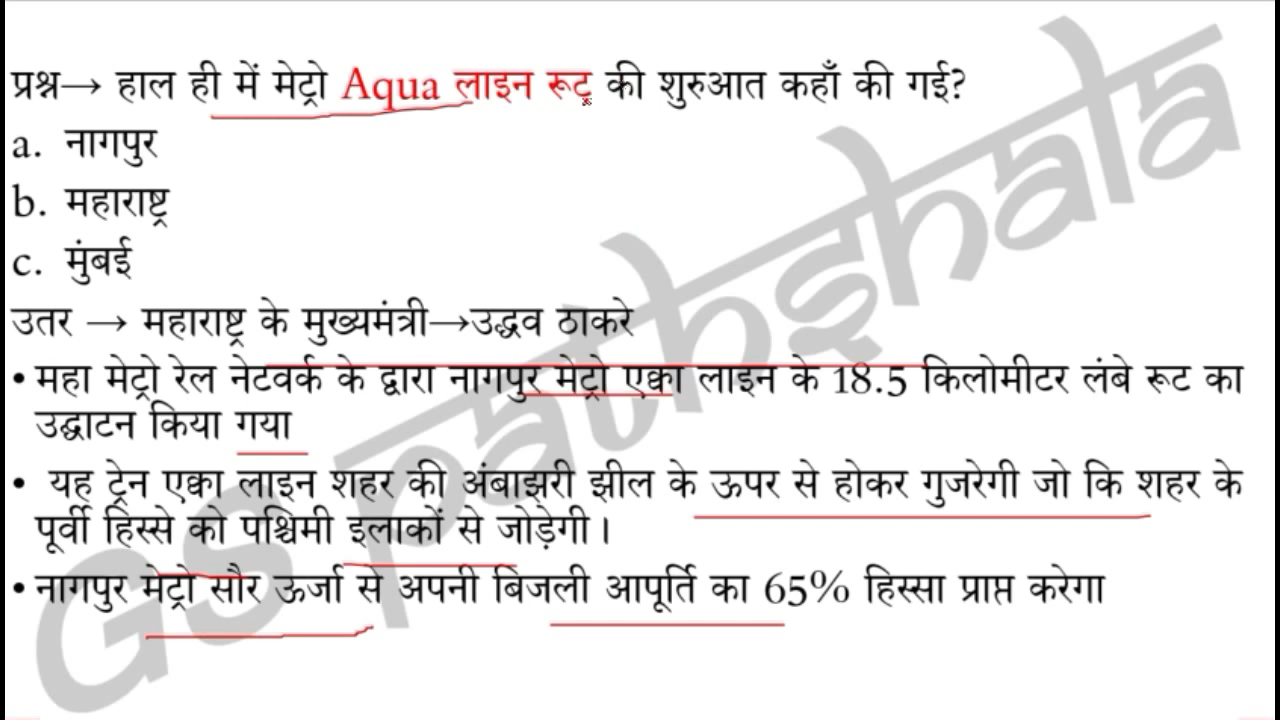 प्रश्न→ हाल ही में मेट्रो Aqua लाइन रूट की शुरुआत कहाँ की गई?
a. नागपुर
b. महाराष्ट्र
c. मुंबई
उतर → महाराष्ट्र के मुख्यमंत्री→उद्धव ठाकरे
• महा मेट्रो रेल नेटवर्क के द्वारा नागपुर मेट्रो एक्वा लाइन के 18.5 किलोमीटर लंबे रूट का
उद्घाटन किया गया
• यह ट्रेन एक्वा लाइन शहर की अंबाझरी झील के ऊपर से होकर गुजरेगी जो कि शहर के
पूर्वी हिस्से को पश्चिमी इलाकों से जोड़ेगी।
• नागपुर मेट्रो सौर ऊर्जा से अपनी बिजली आपूर्ति का 65% हिस्सा प्राप्त करेगा
GS pathshala